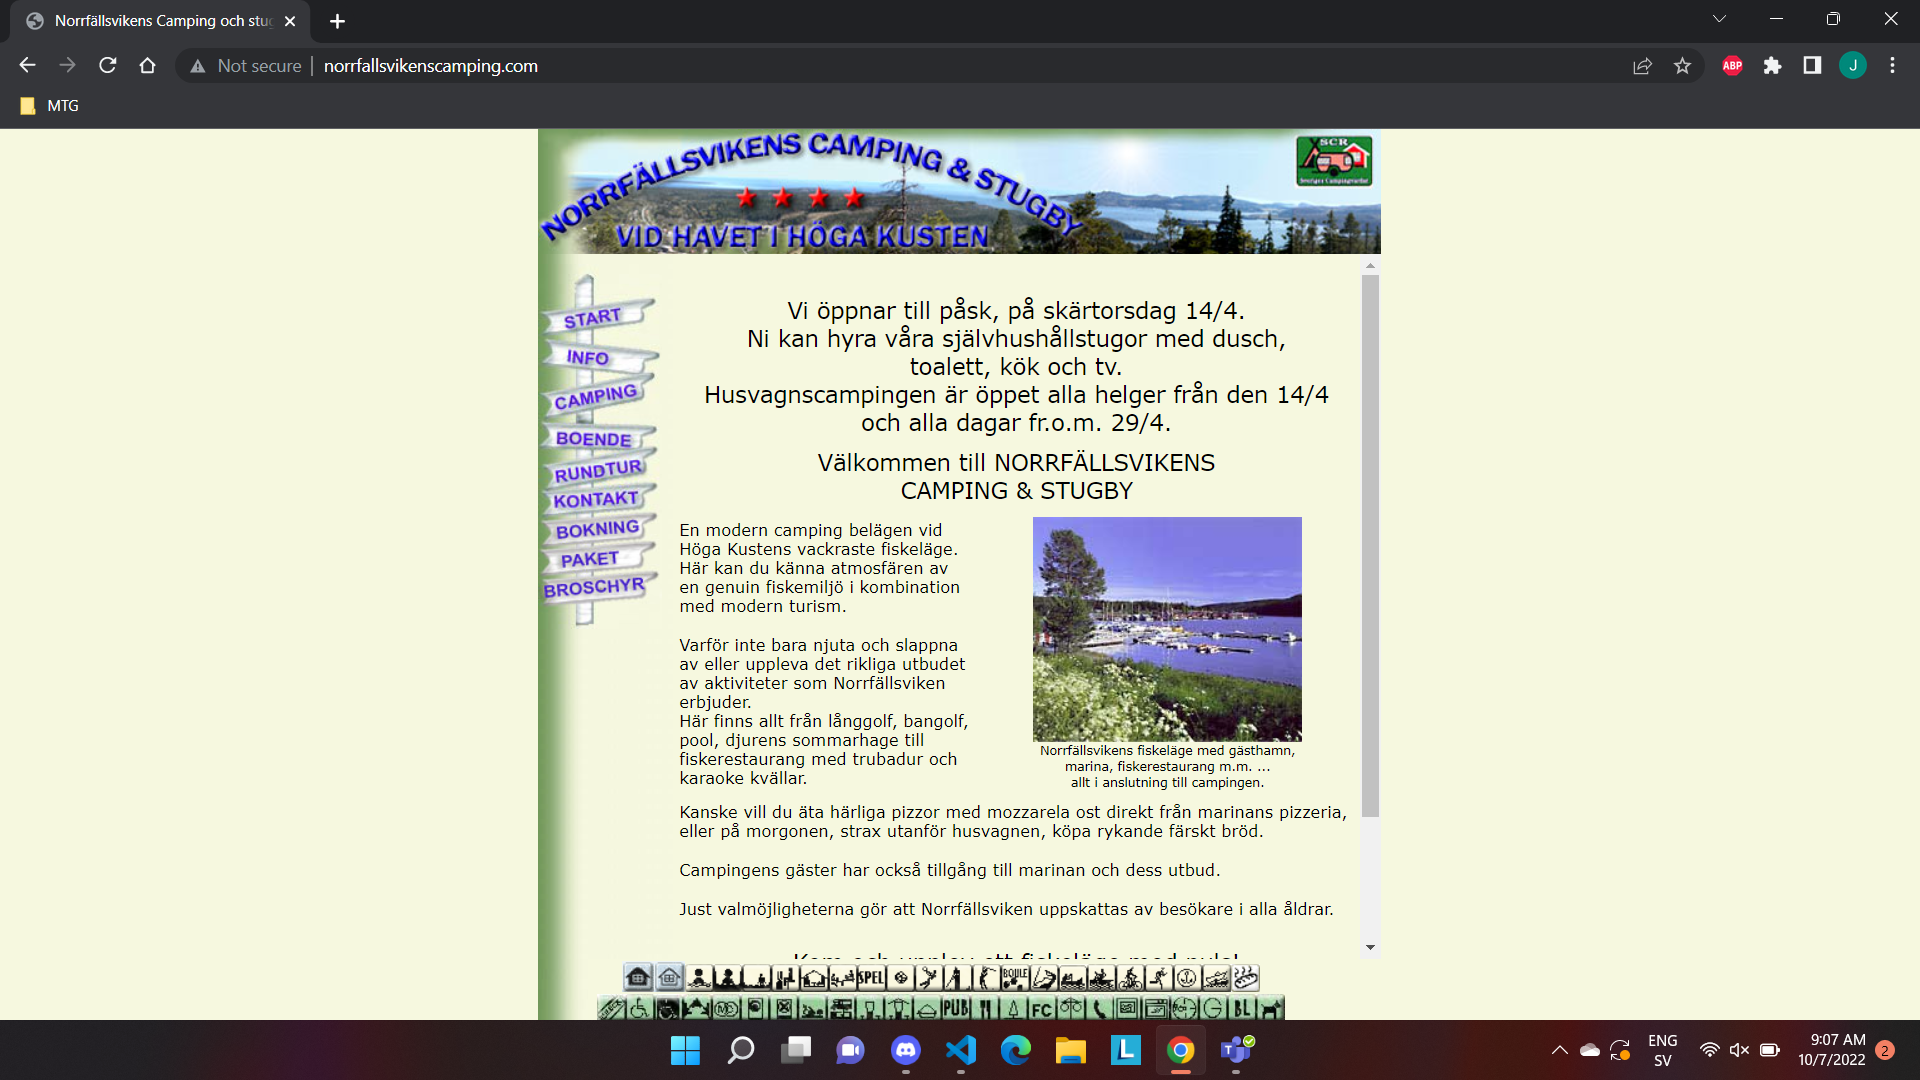 Norrfällsvikens Camping och stug
Not secure
norrfallsvikenscamping.com
ABP
J
MTG
NORRFÄLLSVIKENS CAMPING & STUGBY
VID HAVET I HÖGA KUSTEN
SCR
START
INFO
CAMPING
BOENDE
RUNDTUR
KONTAKT
BOKNING
PAKET
BROSCHYR
Vi öppnar till påsk, på skärtorsdag 14/4.
Ni kan hyra våra självhushållstugor med dusch,
toalett, kök och tv.
Husvagnscampingen är öppet alla helger från den 14/4
och alla dagar fr.o.m. 29/4.
Välkommen till NORRFÄLLSVIKENS
CAMPING & STUGBY
En modern camping belägen vid
Höga Kustens vackraste fiskeläge.
Här kan du känna atmosfären av
en genuin fiskemiljö i kombination
med modern turism.
Varför inte bara njuta och slappna
av eller uppleva det rikliga utbudet
av aktiviteter som Norrfällsviken
erbjuder.
Här finns allt från långgolf, bangolf,
pool, djurens sommarhage till
fiskerestaurang med trubadur och
karaoke kvällar.
Norrfällsvikens fiskeläge med gästhamn,
marina, fiskerestaurang m.m. ...
allt i anslutning till campingen.
Kanske vill du äta härliga pizzor med mozzarela ost direkt från marinans pizzeria,
eller på morgonen, strax utanför husvagnen, köpa rykande färskt bröd.
Campingens gäster har också tillgång till marinan och dess utbud.
Just valmöjligheterna gör att Norrfällsviken uppskattas av besökare i alla åldrar.
Kom och upplev ett fiskeläge med puls!
SPEL
BOULE
PUB
FC
BL
L
T
ENG
SV
9:07 AM
10/7/2022
2